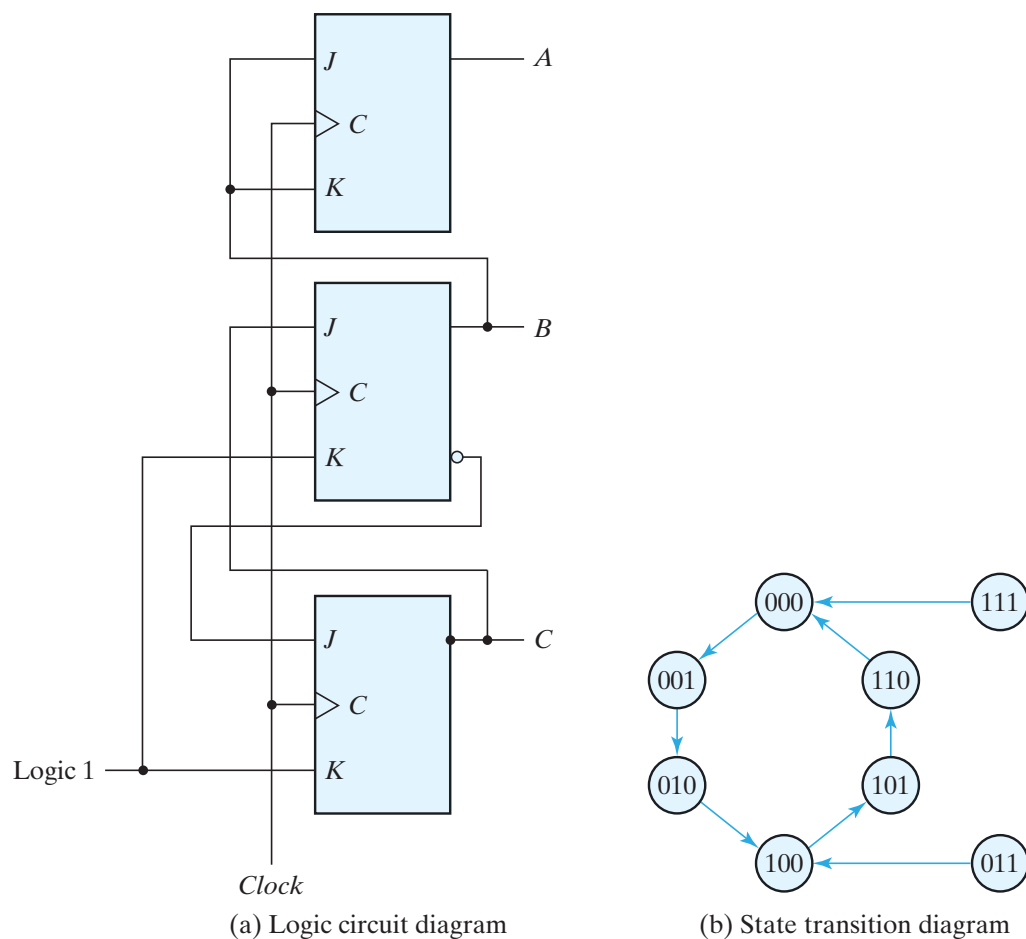 J
A
C
K
J
B
C
K
J
C
C
Logic 1
K
Clock
(a) Logic circuit diagram
000
111
001
110
010
101
100
011
(b) State transition diagram